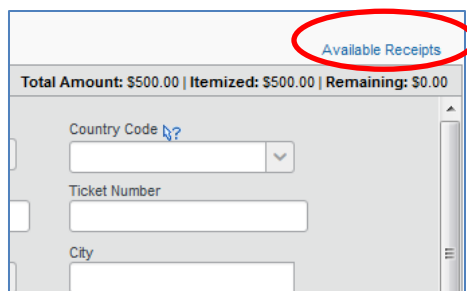 Available Receipts
Total Amount: $500.00 | Itemized: $500.00 | Remaining: $0.00
Country Code ?
Ticket Number
City